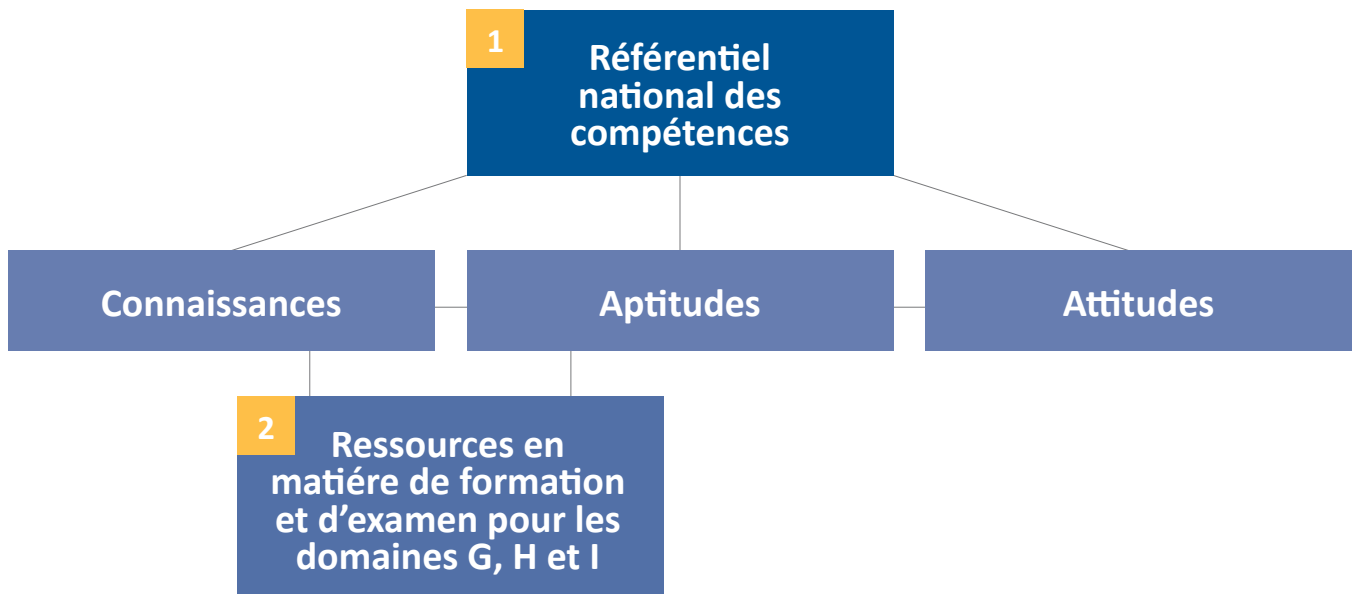 1
Référentiel
national des
compétences
Connaissances
Aptitudes
Attitudes
2
Ressources en
matiére de formation
et d'examen pour les
domaines G, H et I